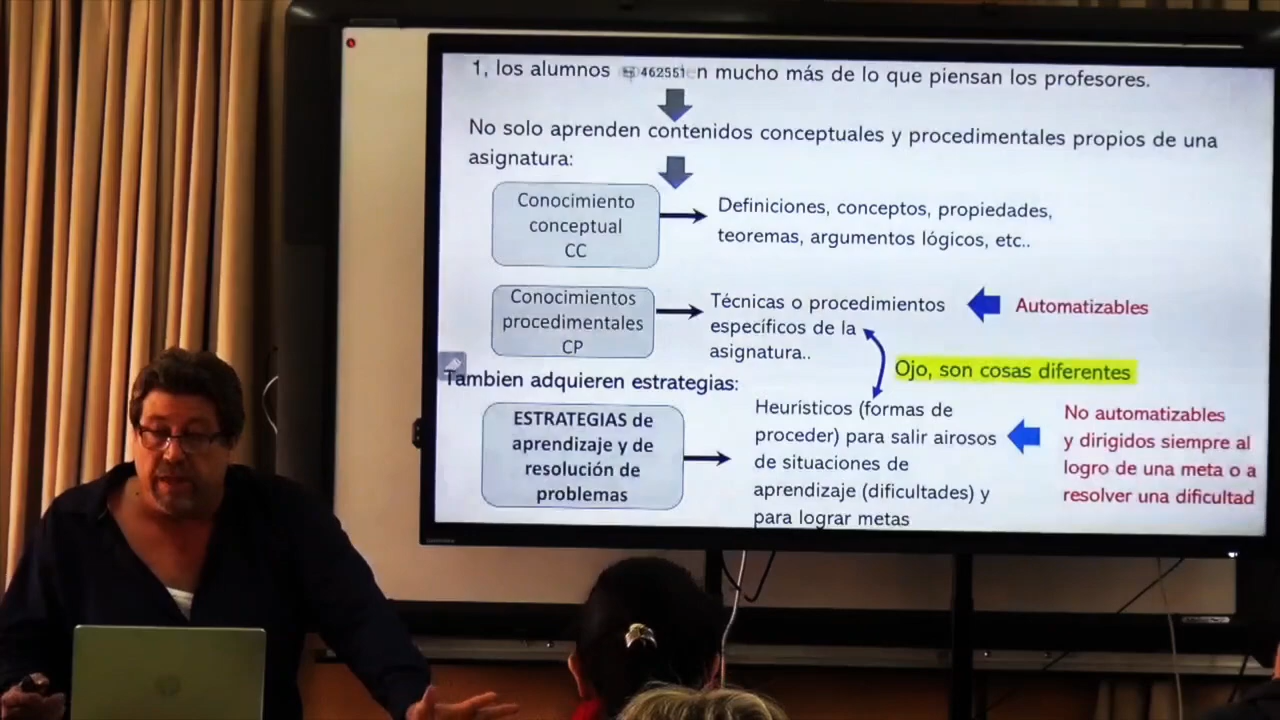 1, los alumnos 462551 n mucho más de lo que piensan los profesores.
No solo aprenden contenidos conceptuales y procedimentales propios de una
asignatura:
Conocimiento
conceptual
CC
Definiciones, conceptos, propiedades,
teoremas, argumentos lógicos, etc..
Conocimientos
procedimentales
CP
Técnicas o procedimientos
específicos de la
asignatura..
Automatizables
Ojo, son cosas diferentes
Tambien adquieren estrategias:
ESTRATEGIAS de
aprendizaje y de
resolución de
problemas
Heurísticos (formas de
proceder) para salir airosos
de situaciones de
aprendizaje (dificultades) y
para lograr metas
No automatizables
y dirigidos siempre al
logro de una meta o a
resolver una dificultad